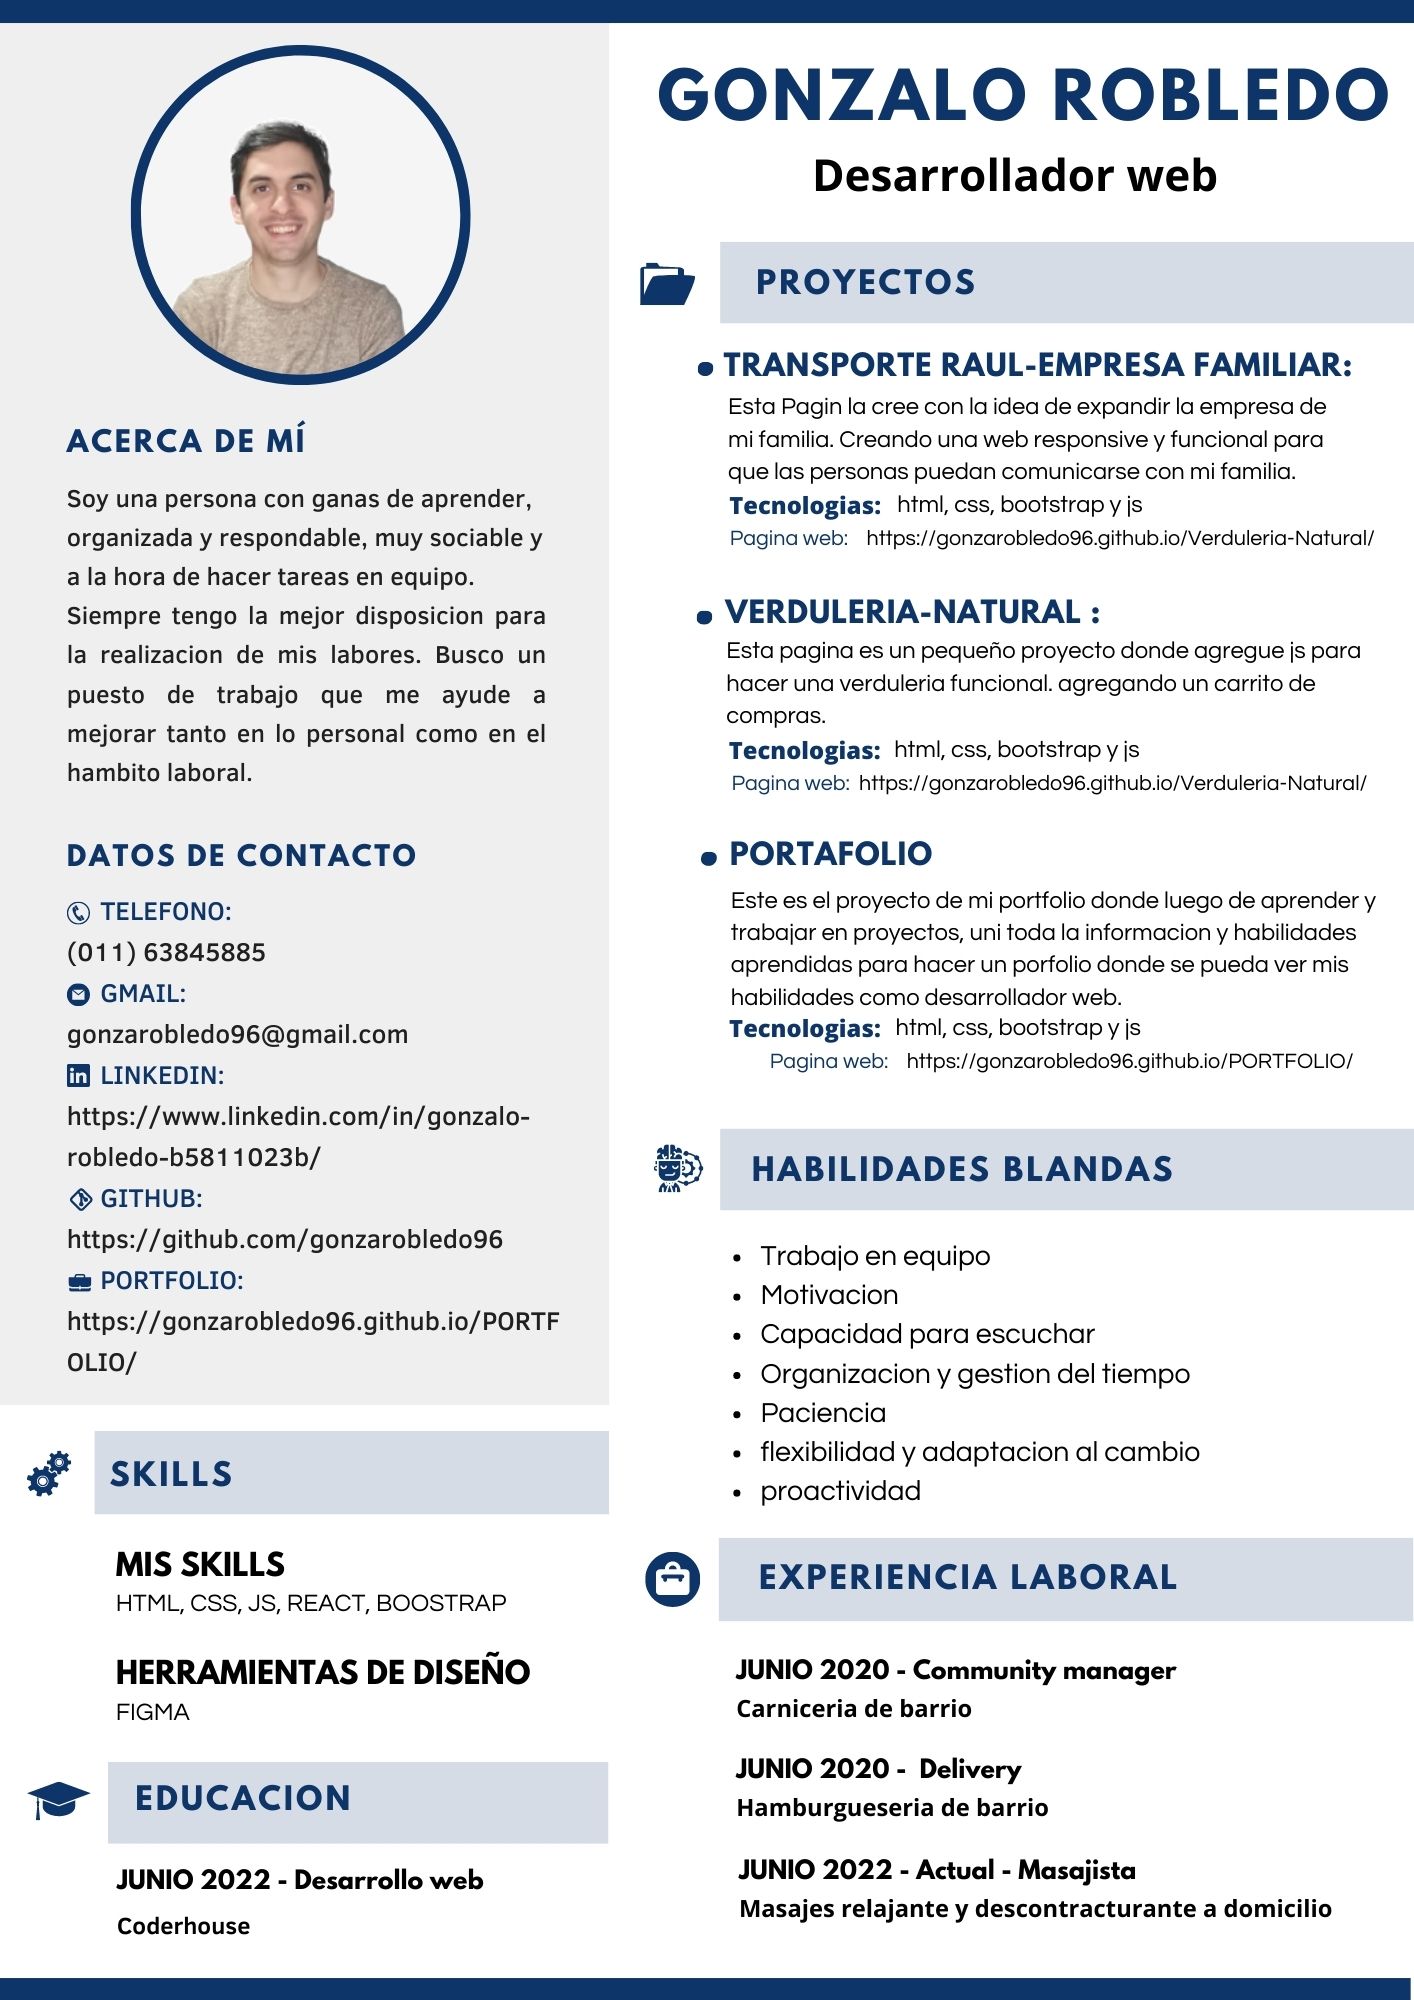 GONZALO ROBLEDO
Desarrollador web
ACERCA DE MÍ
Soy una persona con ganas de aprender,
organizada y respondable, muy sociable y
a la hora de hacer tareas en equipo.
Siempre tengo la mejor disposicion para
la realizacion de mis labores. Busco un
puesto de trabajo que me ayude a
mejorar tanto en lo personal como en el
hambito laboral.
DATOS DE CONTACTO
TELEFONO:
(011) 63845885
GMAIL:
gonzarobledo96@gmail.com
LINKEDIN:
https://www.linkedin.com/in/gonzalo-
robledo-b5811023b/
GITHUB:
https://github.com/gonzarobledo96
PORTFOLIO:
https://gonzarobledo96.github.io/PORTF
OLIO/
SKILLS
MIS SKILLS
HTML, CSS, JS, REACT, BOOSTRAP
HERRAMIENTAS DE DISEÑO
FIGMA
EDUCACION
JUNIO 2022 - Desarrollo web
Coderhouse
PROYECTOS
• TRANSPORTE RAUL-EMPRESA FAMILIAR:
Esta Pagin la cree con la idea de expandir la empresa de
mi familia. Creando una web responsive y funcional para
que las personas puedan comunicarse con mi familia.
Tecnologias: html, css, bootstrap y js
Pagina web: https://gonzarobledo96.github.io/Verduleria-Natural/
• VERDULERIA-NATURAL :
Esta pagina es un pequeño proyecto donde agregue js para
hacer una verduleria funcional. agregando un carrito de
compras.
Tecnologias: html, css, bootstrap y js
Pagina web: https://gonzarobledo96.github.io/Verduleria-Natural/
• PORTAFOLIO
Este es el proyecto de mi portfolio donde luego de aprender y
trabajar en proyectos, uni toda la informacion y habilidades
aprendidas para hacer un porfolio donde se pueda ver mis
habilidades como desarrollador web.
Tecnologias: html, css, bootstrap y js
Pagina web: https://gonzarobledo96.github.io/PORTFOLIO/
HABILIDADES BLANDAS
• Trabajo en equipo
• Motivacion
• Capacidad para escuchar
• Organizacion y gestion del tiempo
• Paciencia
• flexibilidad y adaptacion al cambio
• proactividad
EXPERIENCIA LABORAL
JUNIO 2020 - Community manager
Carniceria de barrio
JUNIO 2020 - Delivery
Hamburgueseria de barrio
JUNIO 2022 - Actual - Masajista
Masajes relajante y descontracturante a domicilio